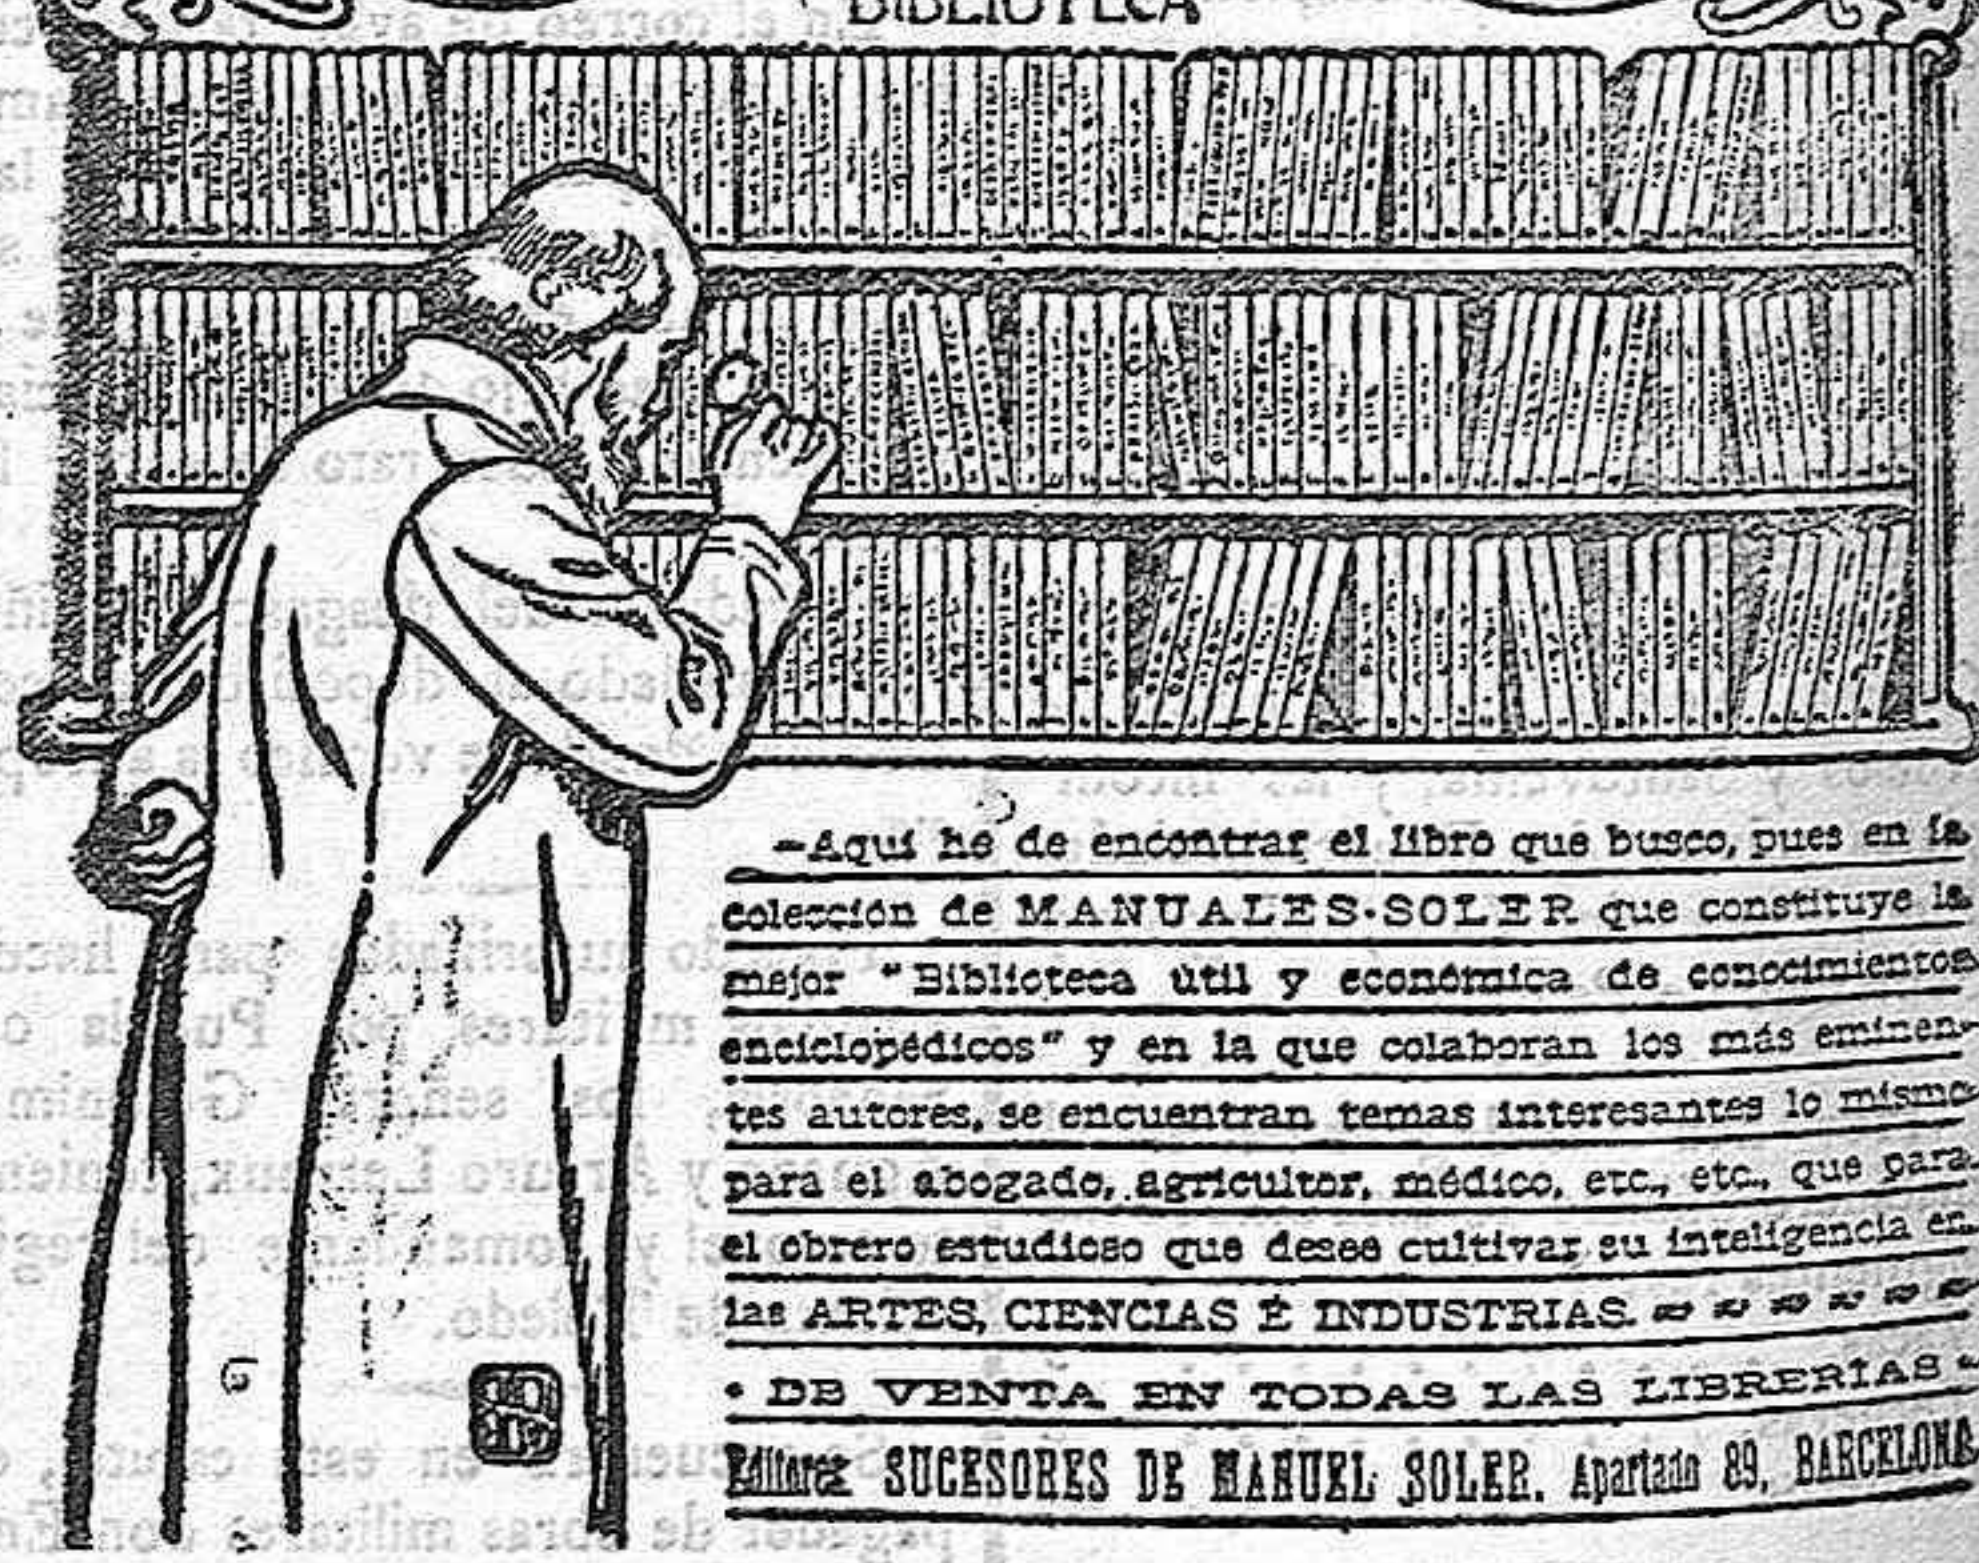 BIBLIOTECA
—Aquí hé de encontrar el libro que busco, pues en la
colección de MANUALES-SOLER que constituye la
mejor "Biblioteca útil y económica de conocimientos
enciclopédicos" y en la que colaboran los más eminen-
tes autores, se encuentran temas interesantes lo mismo
para el abogado, agricultor, médico, etc., etc., que para
el obrero estudioso que desee cultivar su inteligencia en
las ARTES, CIENCIAS É INDUSTRIAS.
• DE VENTA EN TODAS LAS LIBRERÍAS •
Editores SUCESORES DE MANUEL SOLER. Apartado 89, BARCELONA